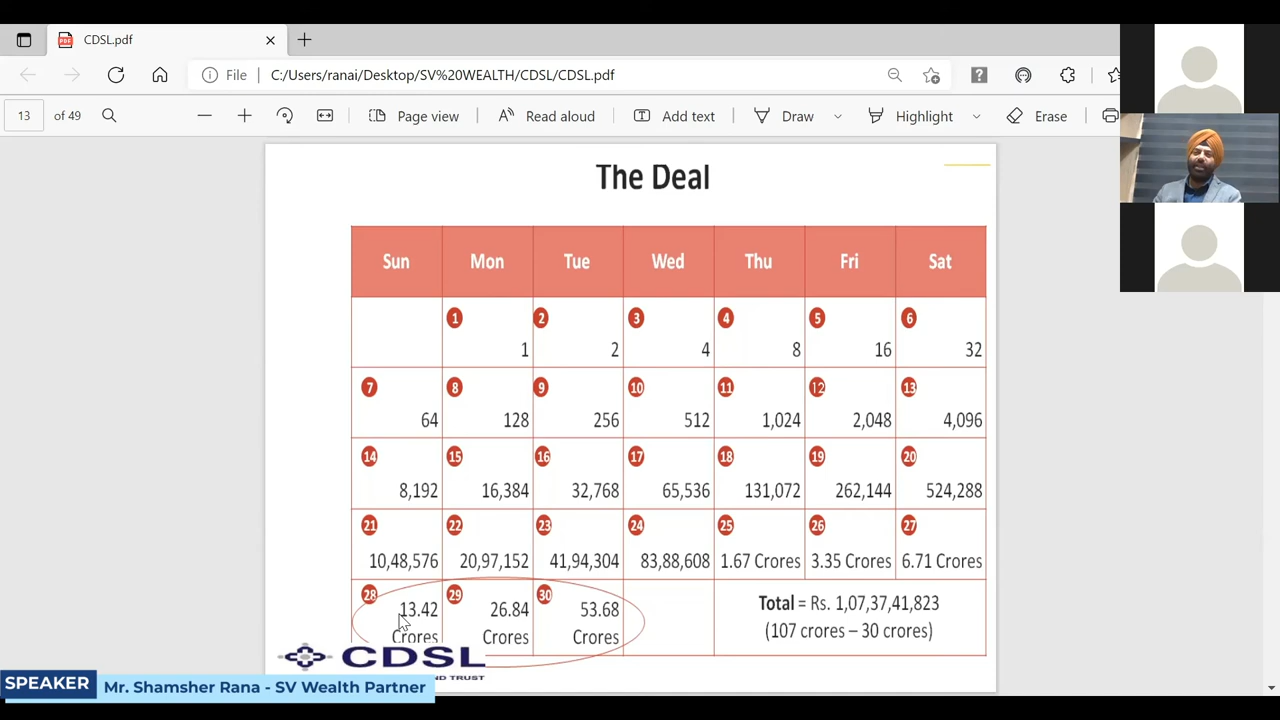 CDSL.pdf
File C:/Users/ranai/Desktop/SV%20WEALTH/CDSL/CDSL.pdf
13 of 49 Page view Read aloud Add text Draw Highlight Erase
The Deal
Sun Mon Tue Wed Thu Fri Sat
1 2 3 4 5 6
1 2 4 8 16 32
7 8 9 10 11 12 13
64 128 256 512 1,024 2,048 4,096
14 15 16 17 18 19 20
8,192 16,384 32,768 65,536 131,072 262,144 524,288
21 22 23 24 25 26 27
10,48,576 20,97,152 41,94,304 83,88,608 1.67 Crores 3.35 Crores 6.71 Crores
28 29 30
13.42 26.84 53.68
Crores Crores Crores
Total = Rs. 1,07,37,41,823
(107 crores – 30 crores)
CDSL
ND TRUST
SPEAKER Mr. Shamsher Rana - SV Wealth Partner